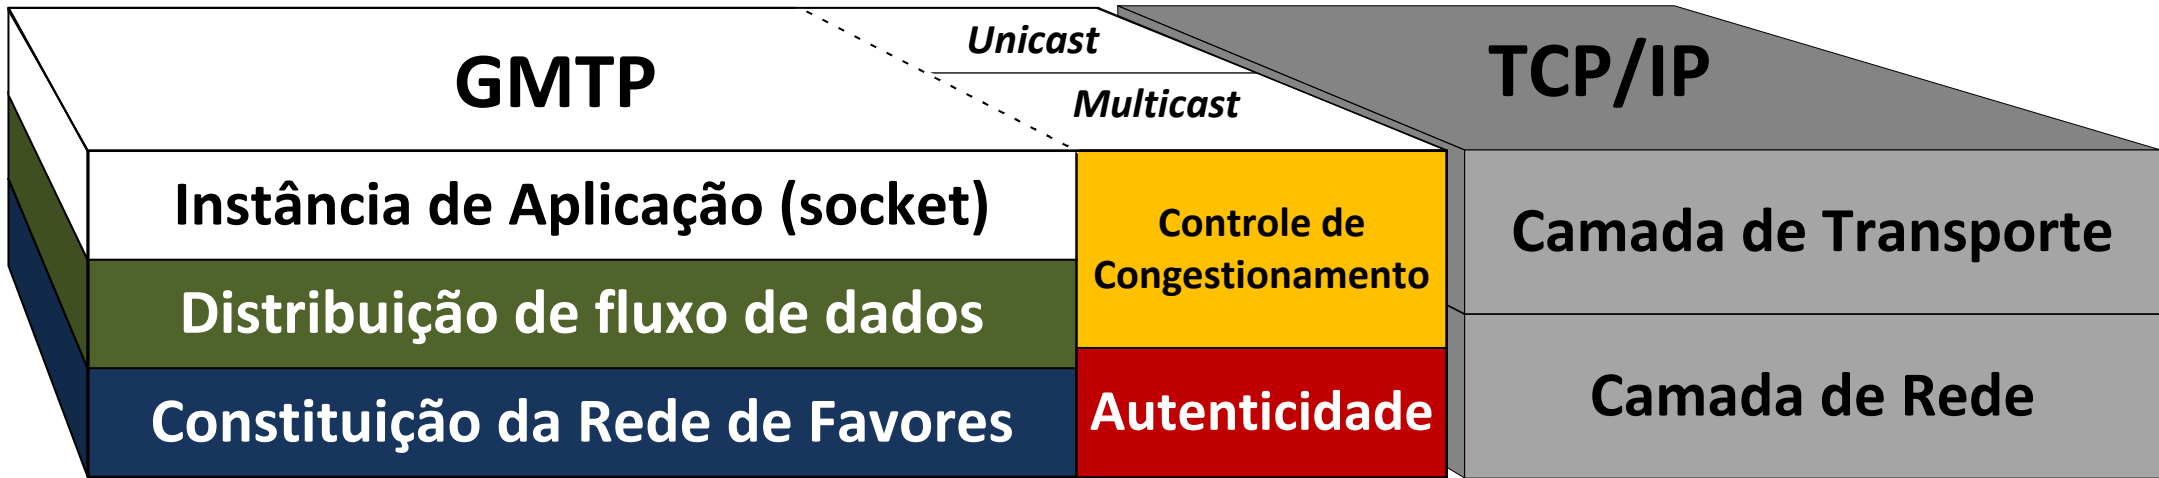 GMTP
Unicast
Multicast
TCP/IP
Instância de Aplicação (socket)
Distribuição de fluxo de dados
Constituição da Rede de Favores
Controle de
Congestionamento
Autenticidade
Camada de Transporte
Camada de Rede